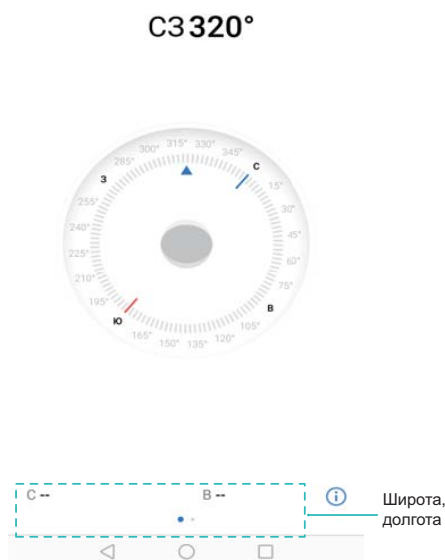 СЗ 320°
315° 330°
300° 345°
285° С
З 15°
255° 30°
240° 45°
225° 60°
210° 75°
195° В
Ю 105°
165° 120°
150° 135°
С -- В --
Широта,
долгота